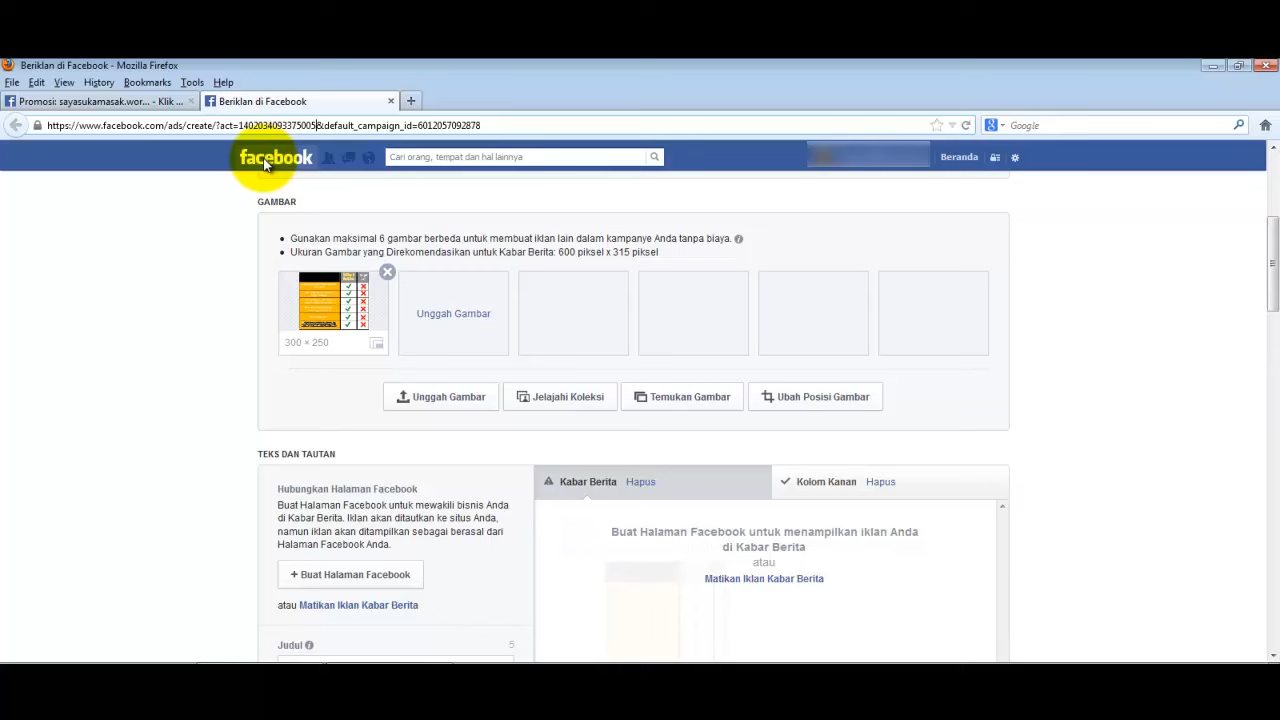 Beriklan di Facebook - Mozilla Firefox
File Edit View History Bookmarks Tools Help
Promosi: sayasukamasak.wor... - Klik ... Beriklan di Facebook
https://www.facebook.com/ads/create/?act=1402034093375005&default_campaign_id=6012057092878
Google
facebook
Cari orang, tempat dan hal lainnya
Beranda
GAMBAR
Gunakan maksimal 6 gambar berbeda untuk membuat iklan lain dalam kampanye Anda tanpa biaya.
Ukuran Gambar yang Direkomendasikan untuk Kabar Berita: 600 piksel x 315 piksel
Unggah Gambar
300 × 250
Unggah Gambar Jelajahi Koleksi Temukan Gambar Ubah Posisi Gambar
TEKS DAN TAUTAN
Hubungkan Halaman Facebook
Buat Halaman Facebook untuk mewakili bisnis Anda
di Kabar Berita. Iklan akan ditautkan ke situs Anda,
namun iklan akan ditampilkan sebagai berasal dari
Halaman Facebook Anda.
+ Buat Halaman Facebook
atau Matikan Iklan Kabar Berita
Judul 5
Kabar Berita Hapus
Kolom Kanan Hapus
Buat Halaman Facebook untuk menampilkan iklan Anda
di Kabar Berita
atau
Matikan Iklan Kabar Berita